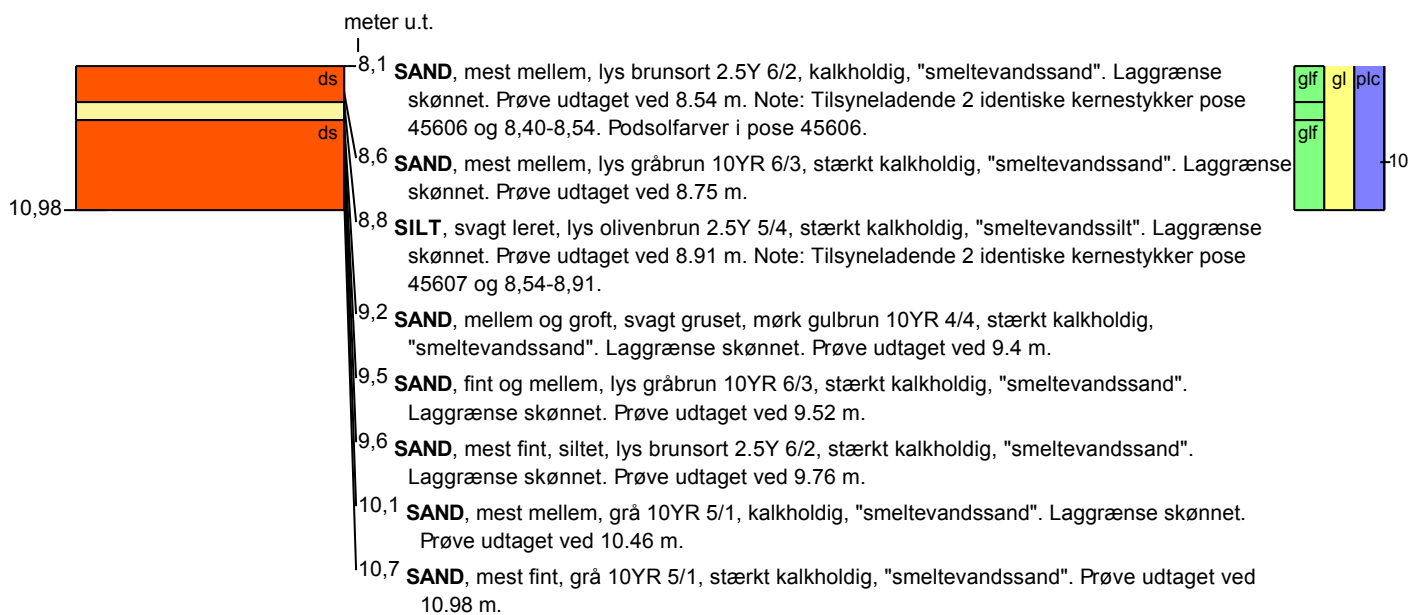 meter u.t.
ds
ds
10,98
8,1 SAND, mest mellem, lys brunsort 2.5Y 6/2, kalkholdig, "smeltevandssand". Laggrænse
skønnet. Prøve udtaget ved 8.54 m. Note: Tilsyneladende 2 identiske kernestykker pose
45606 og 8,40-8,54. Podsolfarver i pose 45606.
8,6 SAND, mest mellem, lys gråbrun 10YR 6/3, stærkt kalkholdig, "smeltevandssand". Laggrænse
skønnet. Prøve udtaget ved 8.75 m.
8,8 SILT, svagt leret, lys olivenbrun 2.5Y 5/4, stærkt kalkholdig, "smeltevandssilt". Laggrænse
skønnet. Prøve udtaget ved 8.91 m. Note: Tilsyneladende 2 identiske kernestykker pose
45607 og 8,54-8,91.
9,2 SAND, mellem og groft, svagt gruset, mørk gulbrun 10YR 4/4, stærkt kalkholdig,
"smeltevandssand". Laggrænse skønnet. Prøve udtaget ved 9.4 m.
9,5 SAND, fint og mellem, lys gråbrun 10YR 6/3, stærkt kalkholdig, "smeltevandssand".
Laggrænse skønnet. Prøve udtaget ved 9.52 m.
9,6 SAND, mest fint, siltet, lys brunsort 2.5Y 6/2, stærkt kalkholdig, "smeltevandssand".
Laggrænse skønnet. Prøve udtaget ved 9.76 m.
10,1 SAND, mest mellem, grå 10YR 5/1, kalkholdig, "smeltevandssand". Laggrænse skønnet.
Prøve udtaget ved 10.46 m.
10,7 SAND, mest fint, grå 10YR 5/1, stærkt kalkholdig, "smeltevandssand". Prøve udtaget ved
10.98 m.
glf gl plc
glf
10